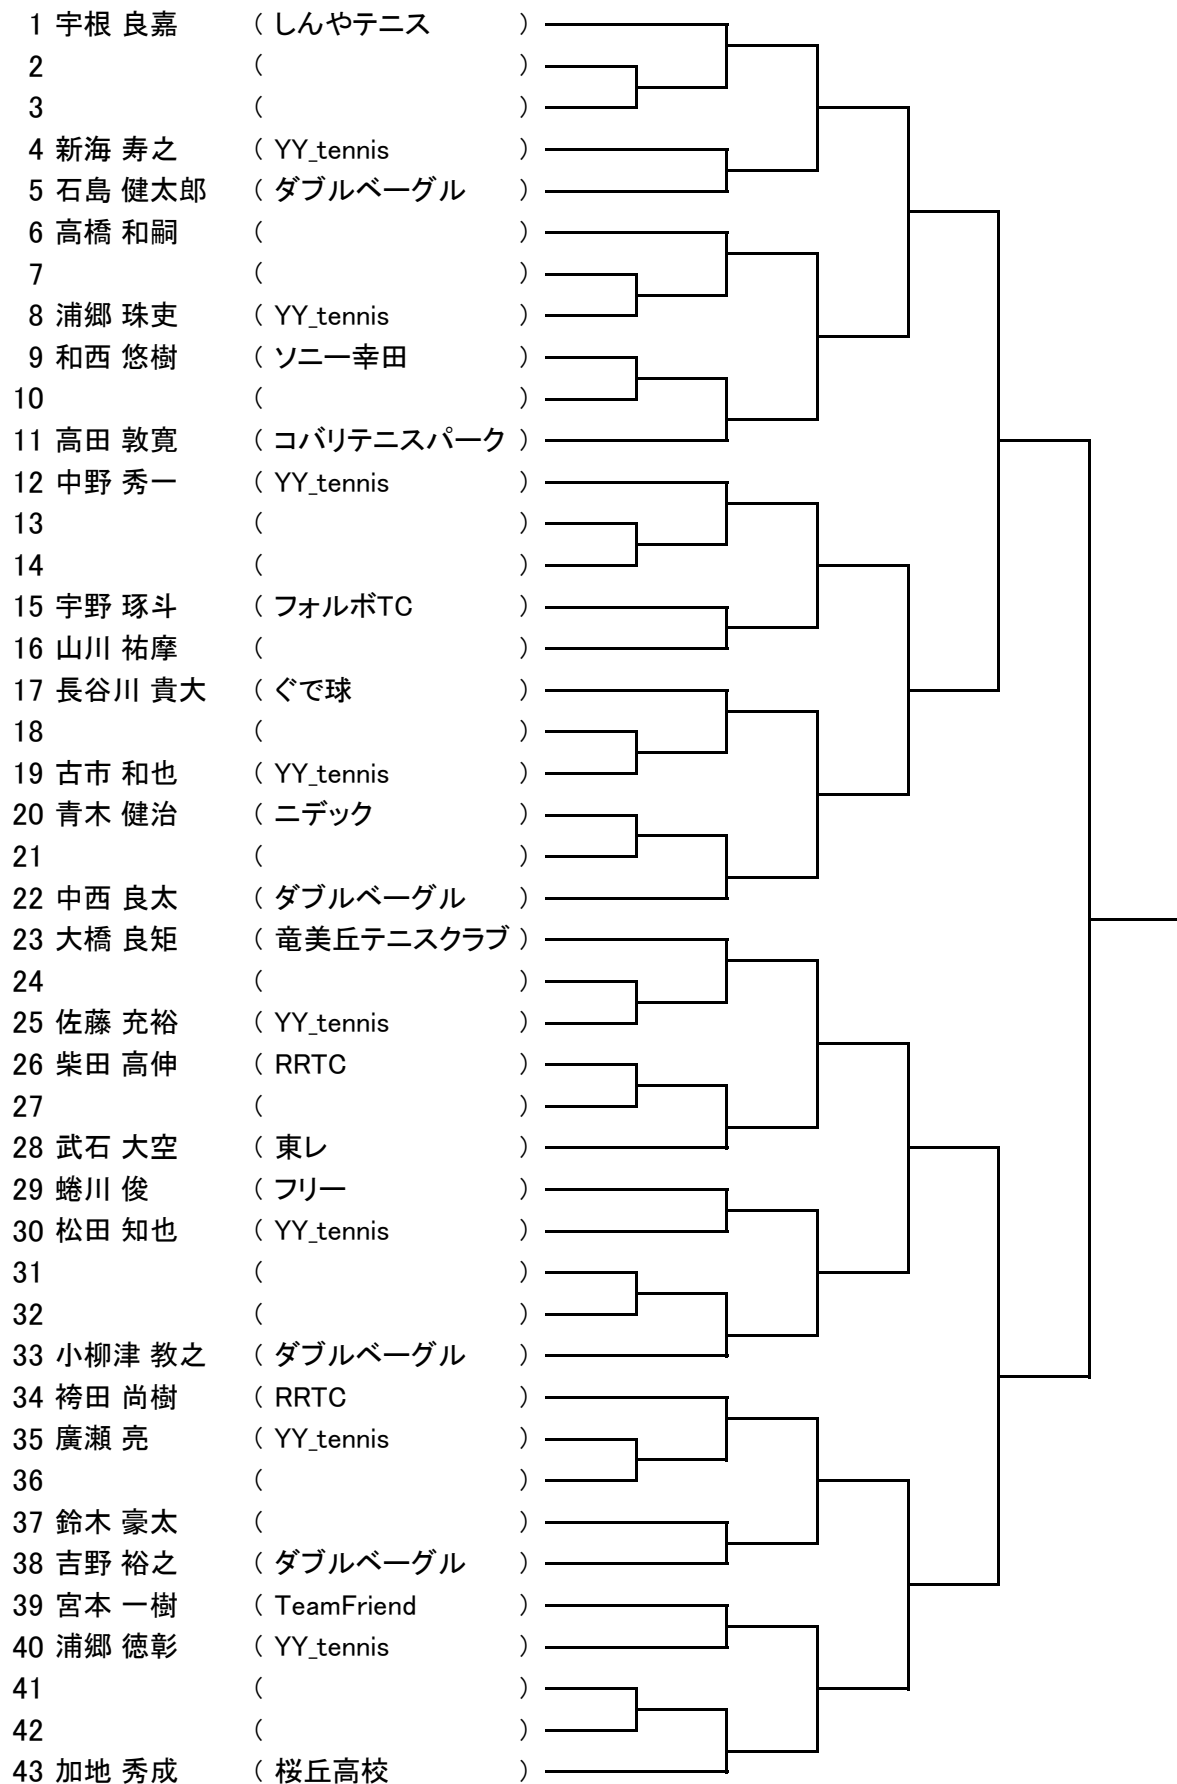 1 宇根 良嘉 ( しんやテニス )
2 ( )
3 ( )
4 新海 寿之 ( YY_tennis )
5 石島 健太郎 ( ダブルベーグル )
6 高橋 和嗣 ( )
7 ( )
8 浦郷 珠吏 ( YY_tennis )
9 和西 悠樹 ( ソニー幸田 )
10 ( )
11 高田 敦寛 ( コバリテニスパーク )
12 中野 秀一 ( YY_tennis )
13 ( )
14 ( )
15 宇野 琢斗 ( フォルボTC )
16 山川 祐摩 ( )
17 長谷川 貴大 ( ぐで球 )
18 ( )
19 古市 和也 ( YY_tennis )
20 青木 健治 ( ニデック )
21 ( )
22 中西 良太 ( ダブルベーグル )
23 大橋 良矩 ( 竜美丘テニスクラブ )
24 ( )
25 佐藤 充裕 ( YY_tennis )
26 柴田 高伸 ( RRTC )
27 ( )
28 武石 大空 ( 東レ )
29 蜷川 俊 ( フリー )
30 松田 知也 ( YY_tennis )
31 ( )
32 ( )
33 小柳津 教之 ( ダブルベーグル )
34 袴田 尚樹 ( RRTC )
35 廣瀬 亮 ( YY_tennis )
36 ( )
37 鈴木 豪太 ( )
38 吉野 裕之 ( ダブルベーグル )
39 宮本 一樹 ( TeamFriend )
40 浦郷 徳彰 ( YY_tennis )
41 ( )
42 ( )
43 加地 秀成 ( 桜丘高校 )